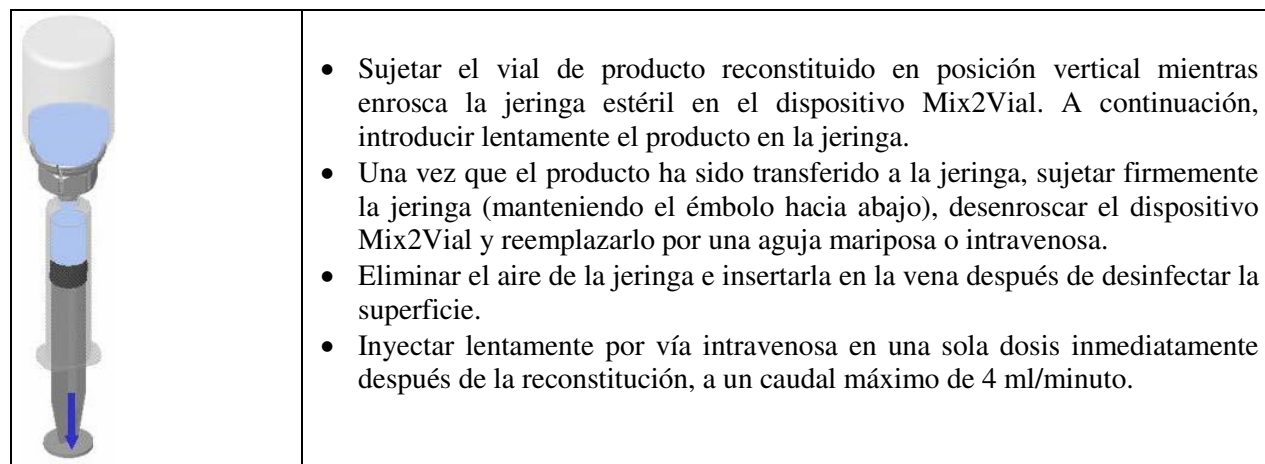 • Sujetar el vial de producto reconstituido en posición vertical mientras
enrosca la jeringa estéril en el dispositivo Mix2Vial. A continuación,
introducir lentamente el producto en la jeringa.
• Una vez que el producto ha sido transferido a la jeringa, sujetar firmemente
la jeringa (manteniendo el émbolo hacia abajo), desenroscar el dispositivo
Mix2Vial y reemplazarlo por una aguja mariposa o intravenosa.
• Eliminar el aire de la jeringa e insertarla en la vena después de desinfectar la
superficie.
• Inyectar lentamente por vía intravenosa en una sola dosis inmediatamente
después de la reconstitución, a un caudal máximo de 4 ml/minuto.